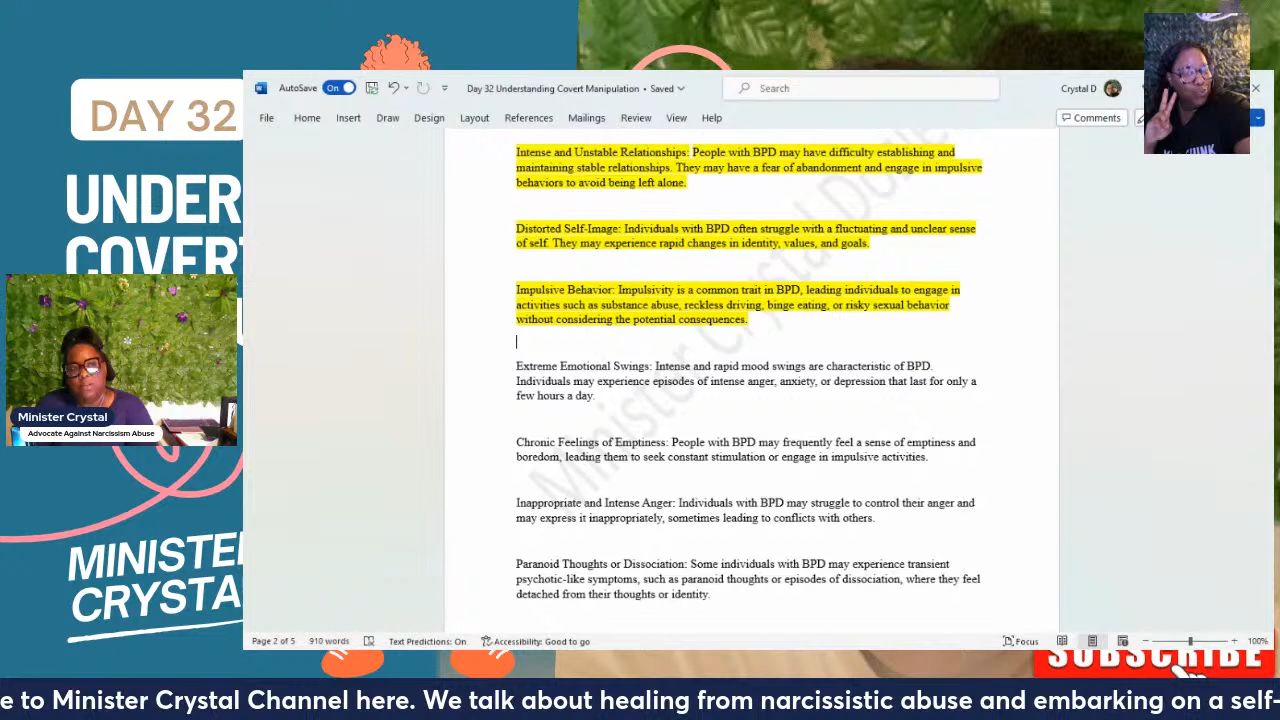 DAY 32
UNDER
COVERT
MINISTER
CRYSTAL
Minister Crystal
Advocate Against Narcissism Abuse
AutoSave On Day 32 Understanding Covert Manipulation • Saved Search Crystal D
File Home Insert Draw Design Layout References Mailings Review View Help Comments
Intense and Unstable Relationships: People with BPD may have difficulty establishing and
maintaining stable relationships. They may have a fear of abandonment and engage in impulsive
behaviors to avoid being left alone.
Distorted Self-Image: Individuals with BPD often struggle with a fluctuating and unclear sense
of self. They may experience rapid changes in identity, values, and goals.
Impulsive Behavior: Impulsivity is a common trait in BPD, leading individuals to engage in
activities such as substance abuse, reckless driving, binge eating, or risky sexual behavior
without considering the potential consequences.
Extreme Emotional Swings: Intense and rapid mood swings are characteristic of BPD.
Individuals may experience episodes of intense anger, anxiety, or depression that last for only a
few hours a day.
Chronic Feelings of Emptiness: People with BPD may frequently feel a sense of emptiness and
boredom, leading them to seek constant stimulation or engage in impulsive activities.
Inappropriate and Intense Anger: Individuals with BPD may struggle to control their anger and
may express it inappropriately, sometimes leading to conflicts with others.
Paranoid Thoughts or Dissociation: Some individuals with BPD may experience transient
psychotic-like symptoms, such as paranoid thoughts or episodes of dissociation, where they feel
detached from their thoughts or identity.
Minister Crystal
Page 2 of 5 910 words Text Predictions: On Accessibility: Good to go Focus 100%
SUBSCRIBE
e to Minister Crystal Channel here. We talk about healing from narcissistic abuse and embarking on a self-